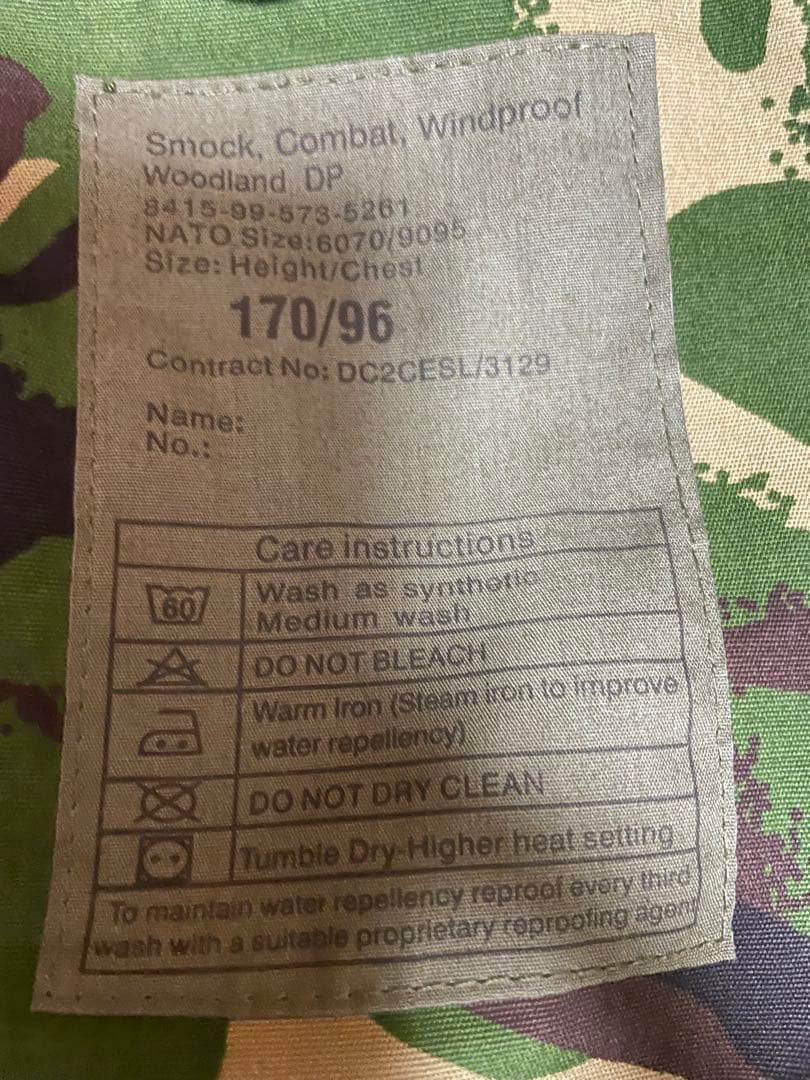 Smock, Combat, Windproof
Woodland DP
8415-99-573-5261
NATO Size:6070/9095
Size: Height/Chest
170/96
Contract No: DC2CESL/3129
Name:
No.:
Care instructions
60
Wash as synthetic
Medium wash
DO NOT BLEACH
Warm Iron (Steam iron to improve
water repellency)
DO NOT DRY CLEAN
Tumble Dry-Higher heat setting
To maintain water repellency reproof every third
wash with a suitable proprietary reproofing agent